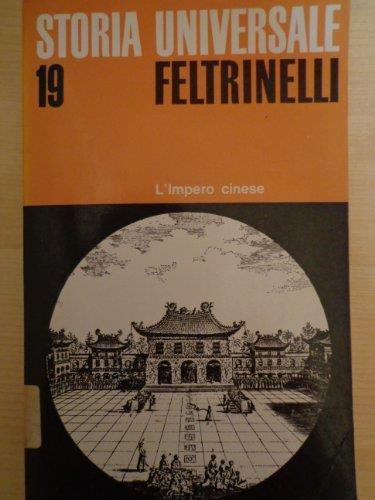 STORIA UNIVERSALE
19 FELTRINELLI
L'Impero cinese